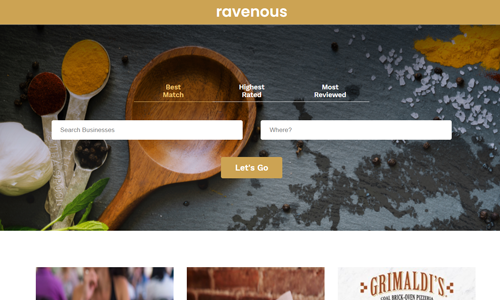 ravenous
Best
Match
Highest
Rated
Most
Reviewed
Search Businesses
Where?
Let's Go
GRIMALDI'S
COAL BRICK-OVEN PIZZERIA